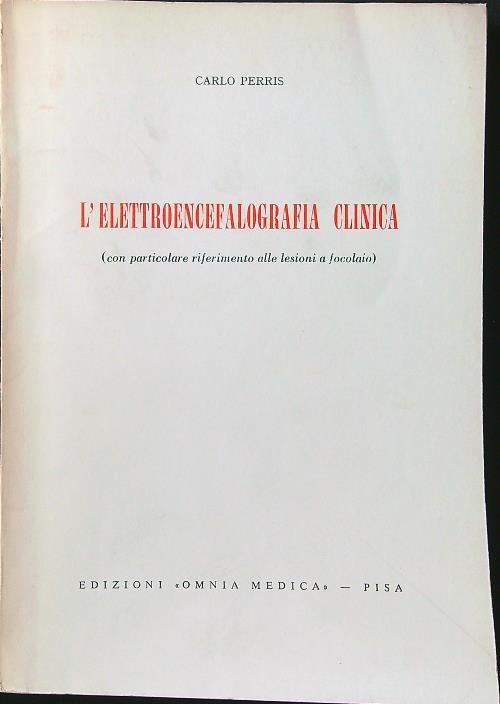 CARLO PERRIS
L'ELETTROENCEFALOGRAFIA CLINICA
(con particolare riferimento alle lesioni a focolaio)
EDIZIONI «OMNIA MEDICA» — PISA